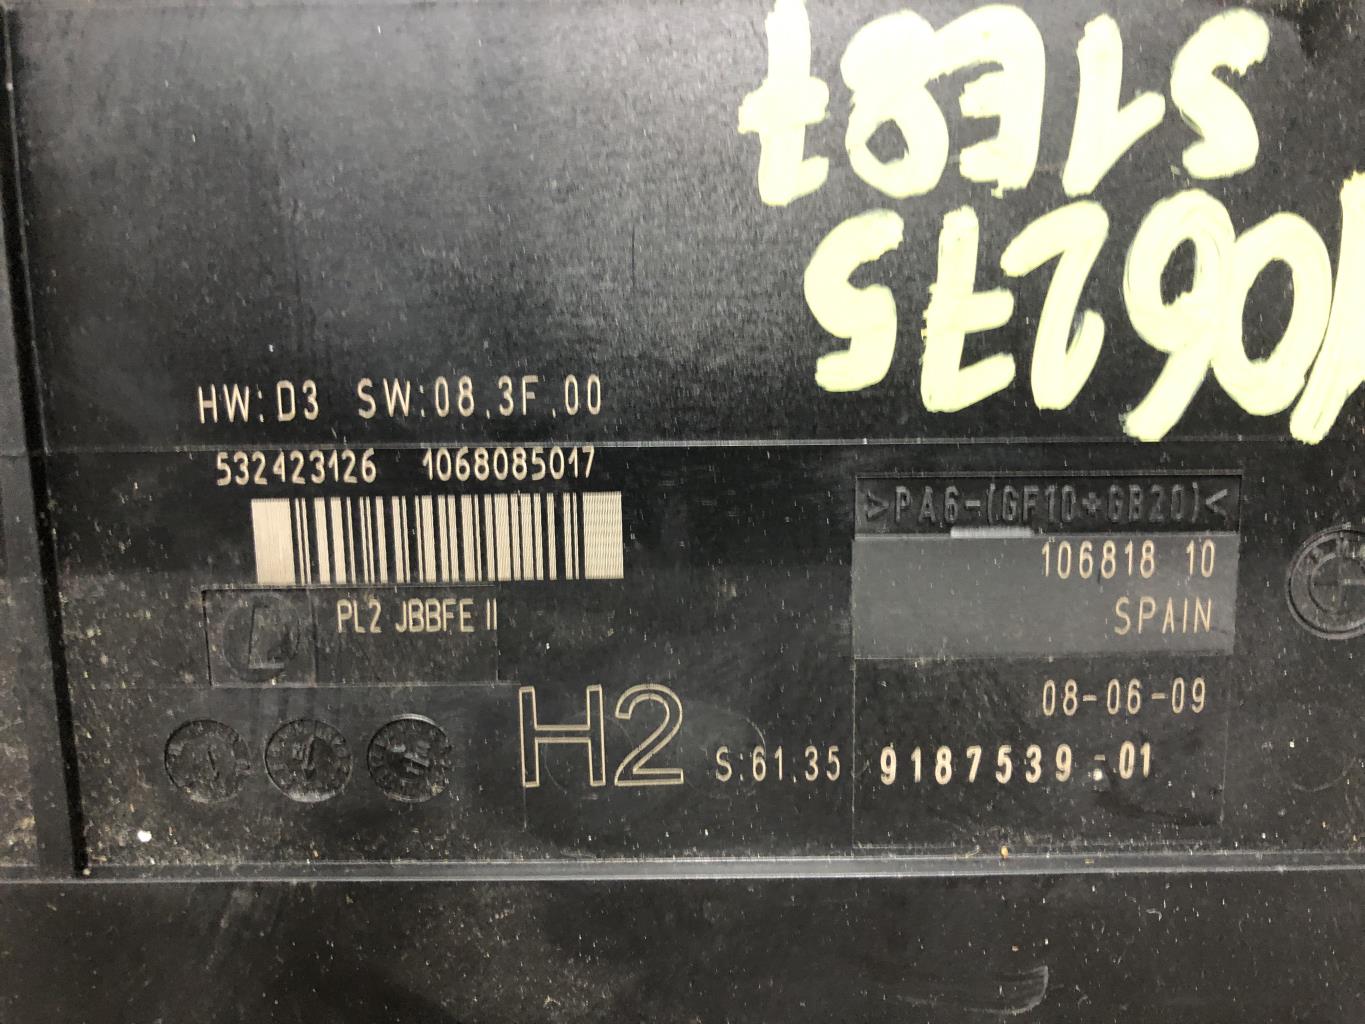 106275
S1E87
HW:D3 SW:08.3F.00
532423126 1068085017
PL2 JBBFE II
>PA6-(GF10+GB20)<
106818 10
SPAIN
08-06-09
H2 S:61.35 9187539-01